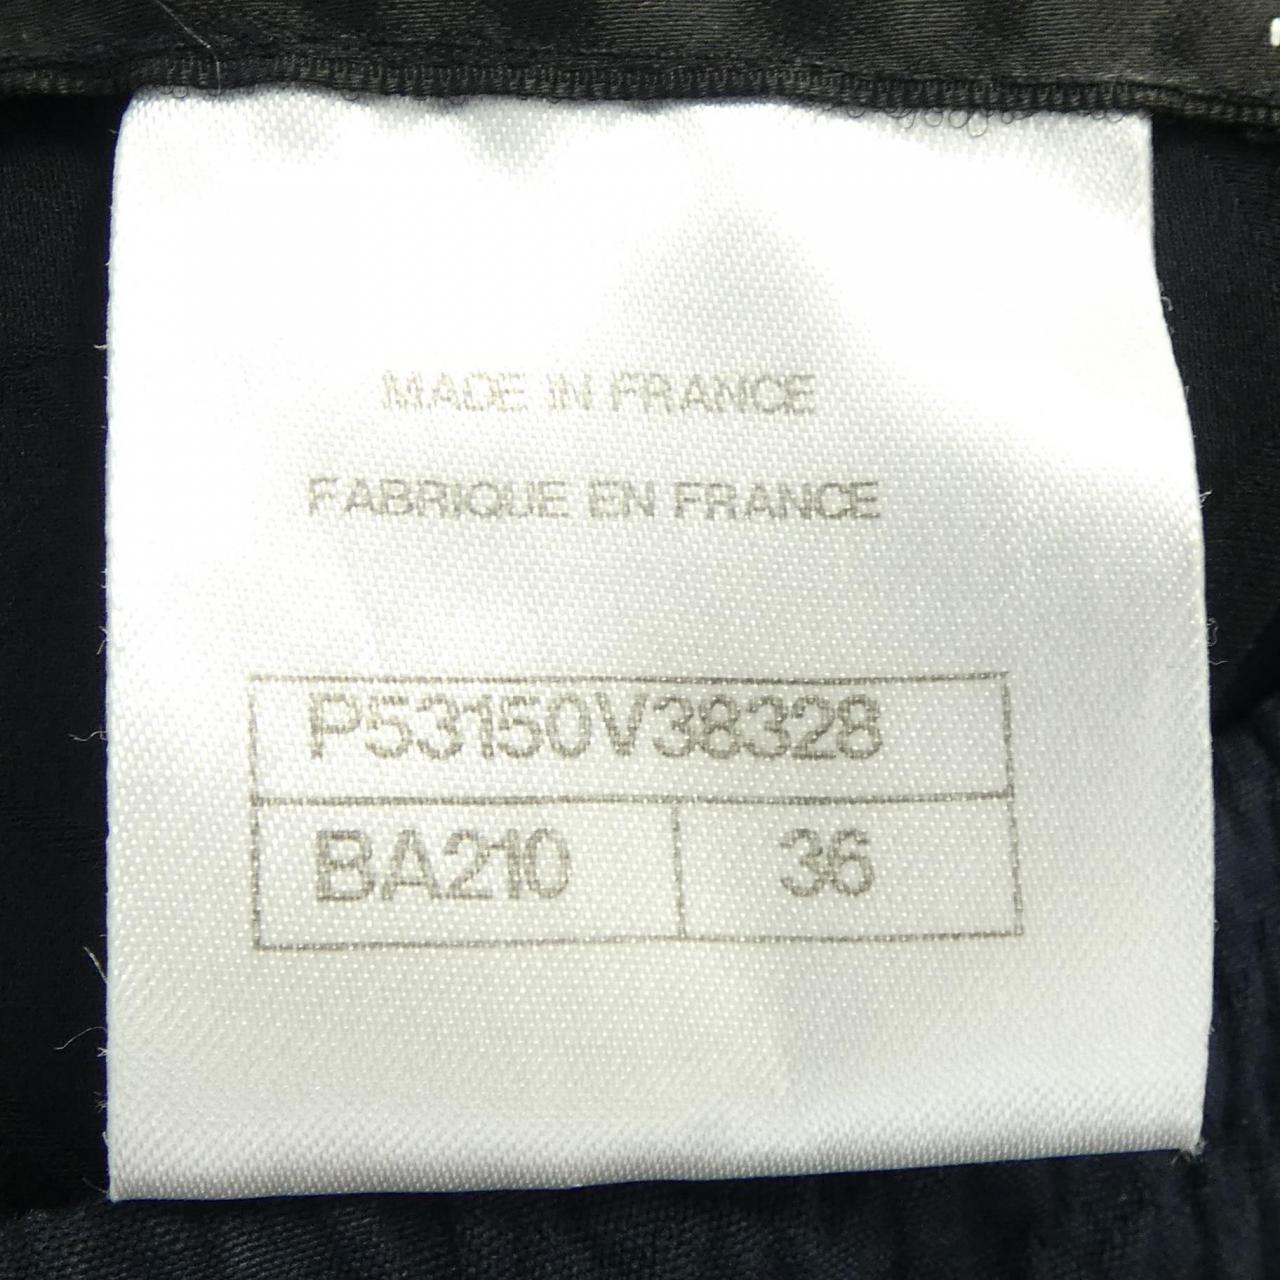 MADE IN FRANCE
FABRIQUE EN FRANCE
P53150V38328
BA210 36